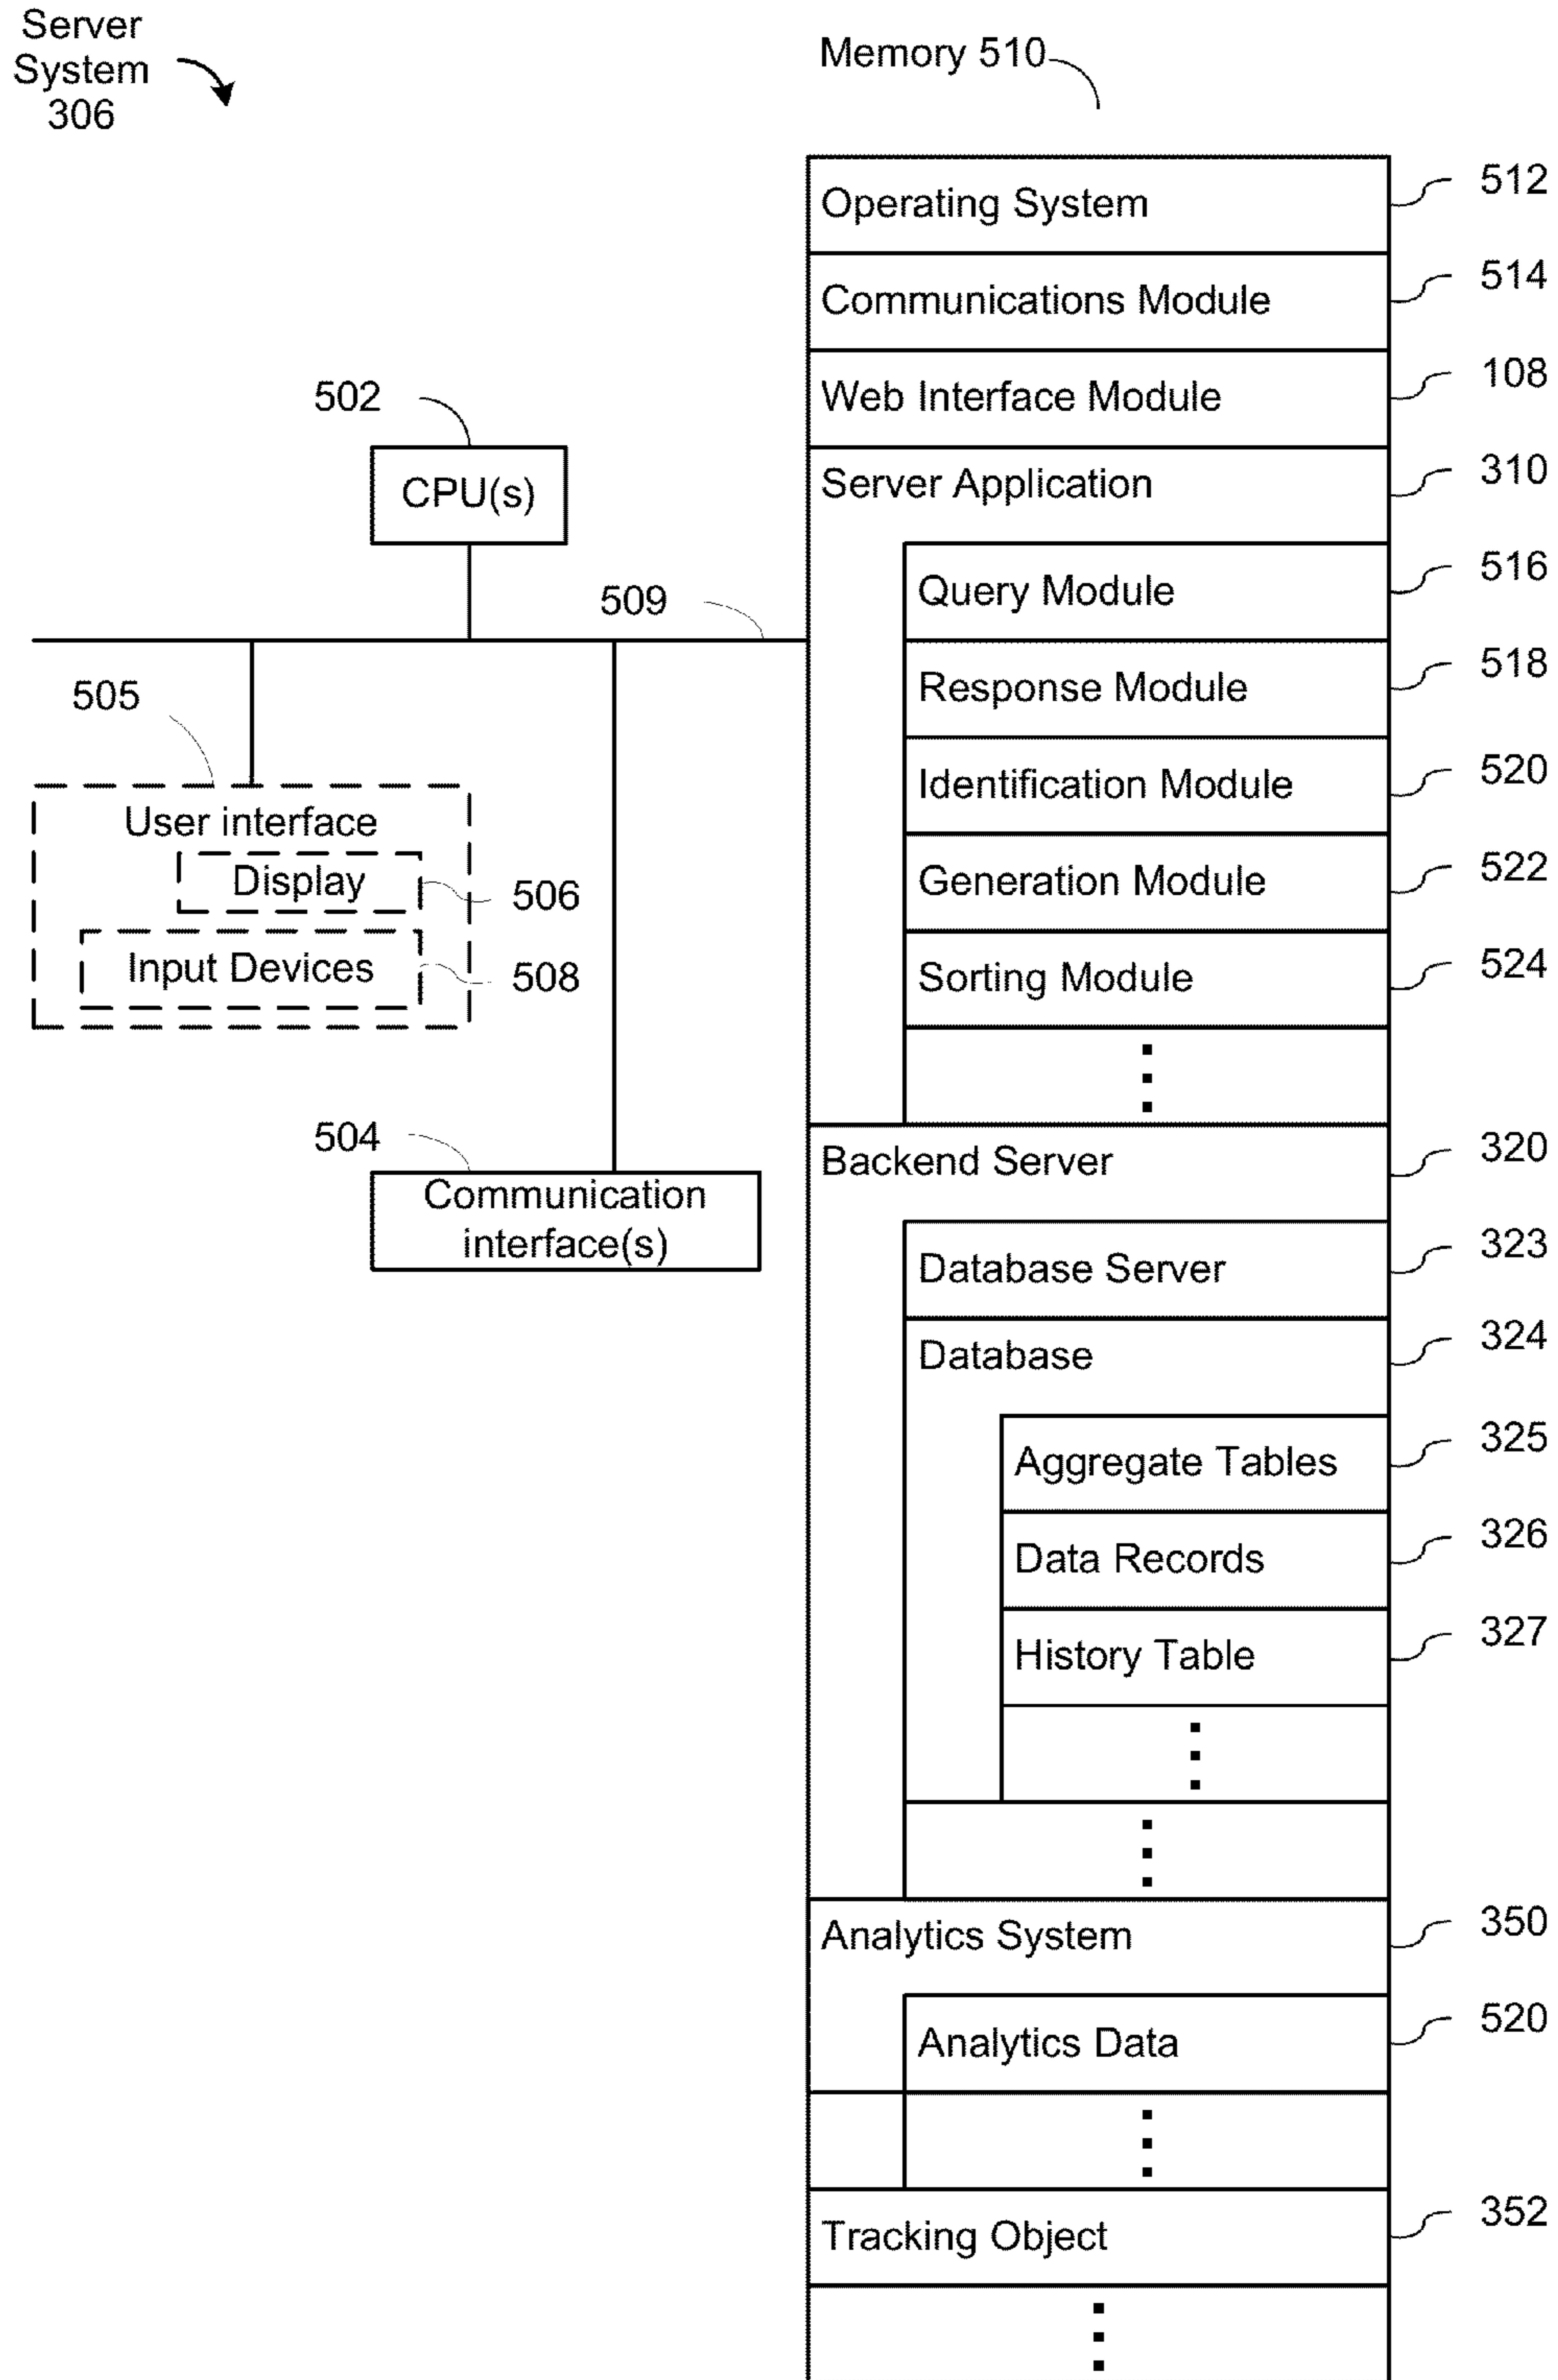 Server
System
306
Memory 510
Operating System 512
Communications Module 514
Web Interface Module 108
502
CPU(s)
Server Application 310
Query Module 516
509
Response Module 518
505
Identification Module 520
User interface
Display 506
Generation Module 522
Input Devices 508
Sorting Module 524
504
Communication
interface(s)
Backend Server 320
Database Server 323
Database 324
Aggregate Tables 325
Data Records 326
History Table 327
Analytics System 350
Analytics Data 520
Tracking Object 352